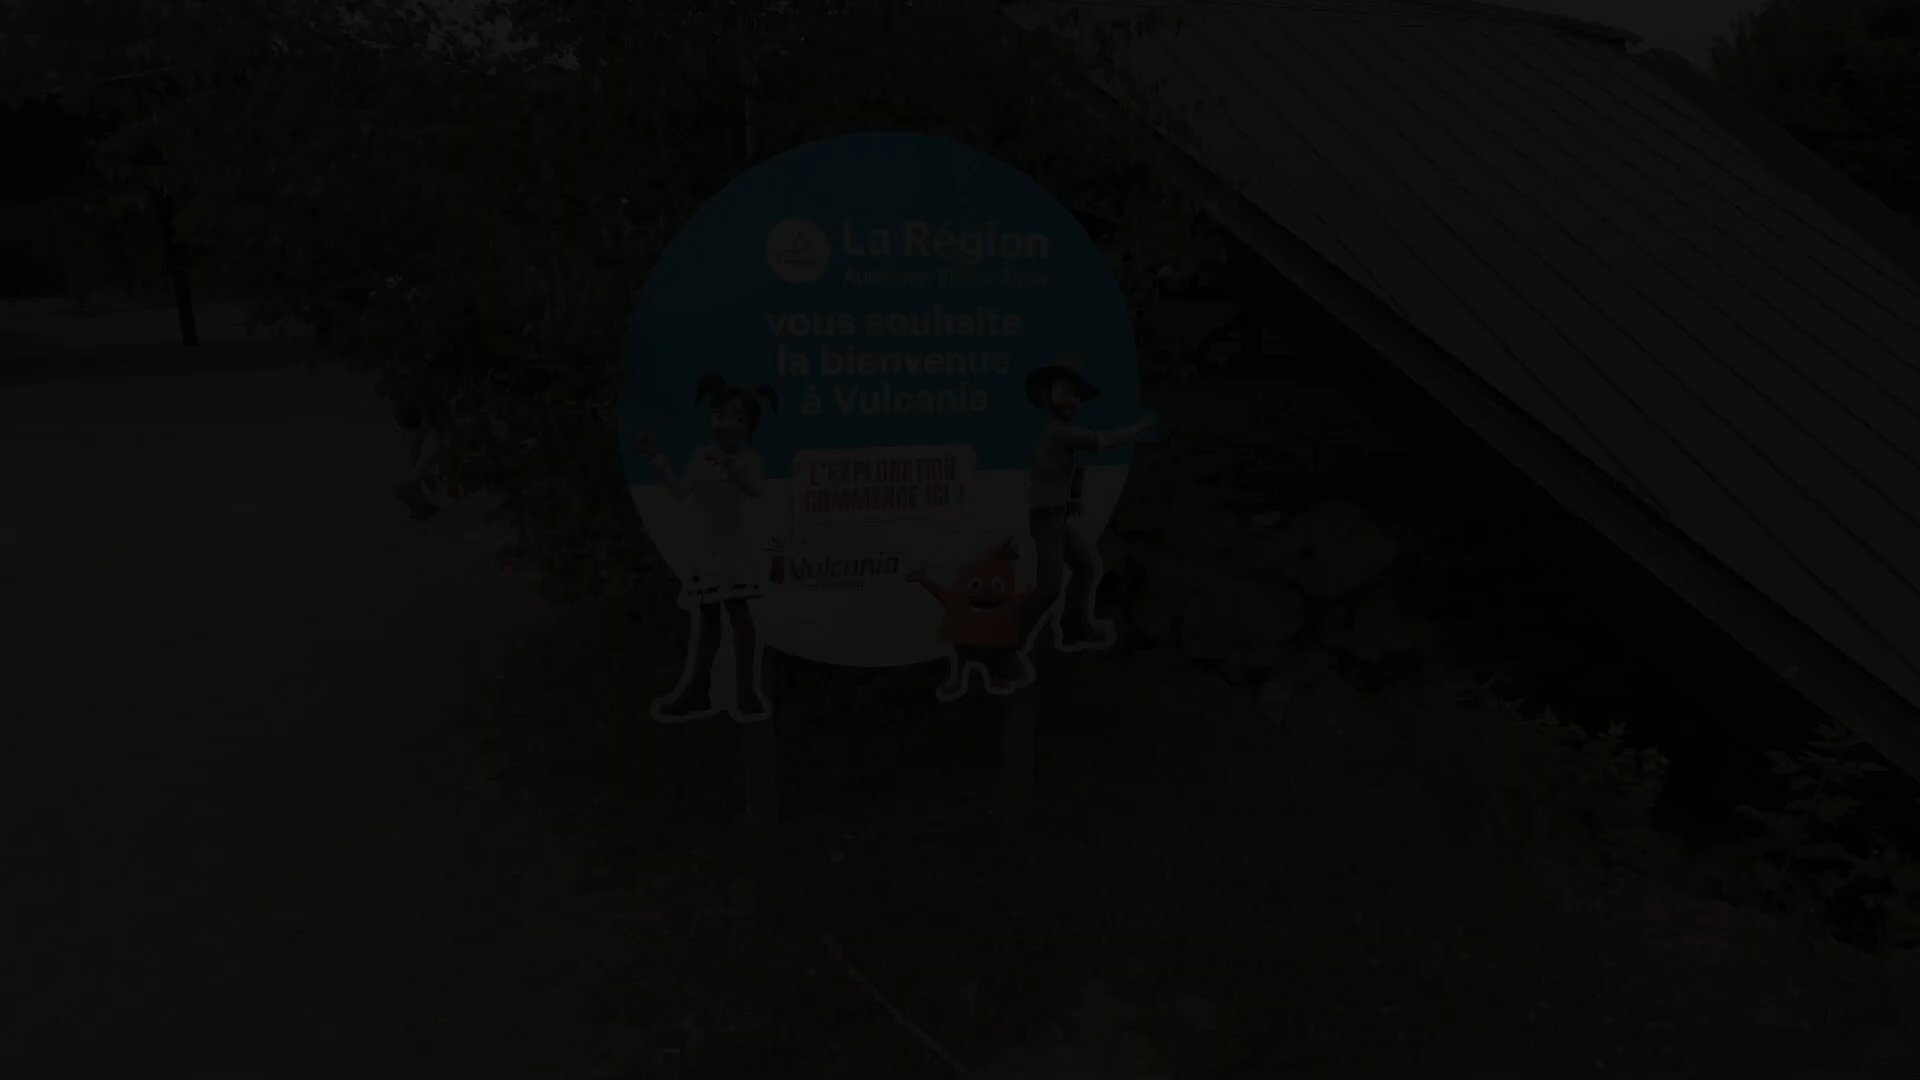 La Région
Auvergne-Rhône-Alpes
vous souhaite
la bienvenue
à Vulcania
L'EXPLORATION
COMMENCE ICI !
Vulcania